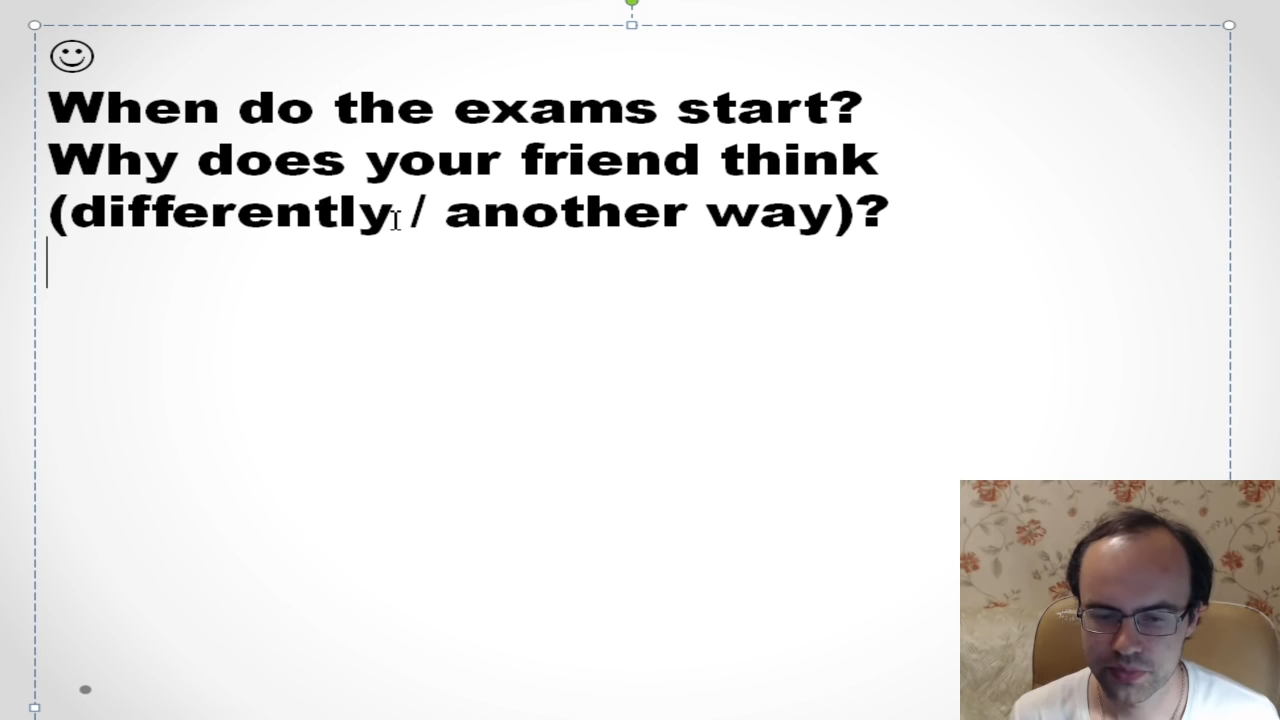 When do the exams start?
Why does your friend think
(differently / another way)?